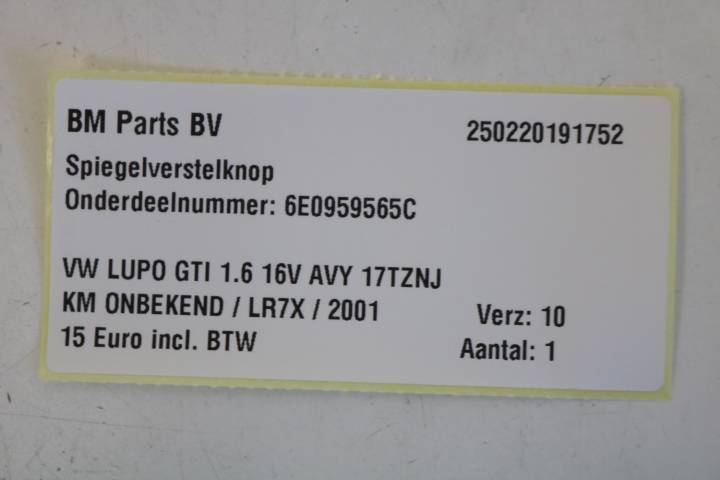 BM Parts BV 250220191752
Spiegelverstelknop
Onderdeelnummer: 6E0959565C
VW LUPO GTI 1.6 16V AVY 17TZNJ
KM ONBEKEND / LR7X / 2001 Verz: 10
15 Euro incl. BTW Aantal: 1